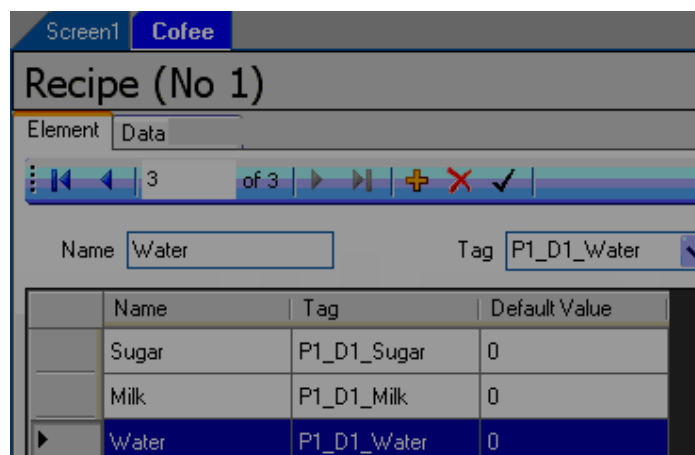 Screen1 Cofee
Recipe (No 1)
Element Data
3 of 3
Name Water Tag P1_D1_Water
Name Tag Default Value
Sugar P1_D1_Sugar 0
Milk P1_D1_Milk 0
Water P1_D1_Water 0